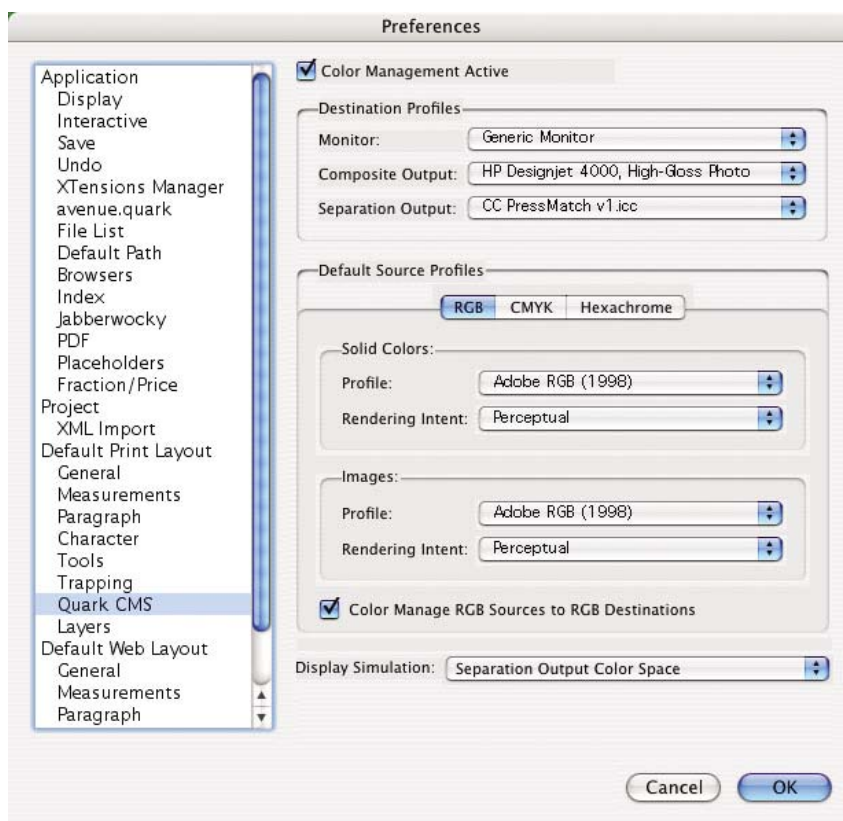 Preferences
Application
Display
Interactive
Save
Undo
XTensions Manager
avenue.quark
File List
Default Path
Browsers
Index
Jabberwocky
PDF
Placeholders
Fraction/Price
Project
XML Import
Default Print Layout
General
Measurements
Paragraph
Character
Tools
Trapping
Quark CMS
Layers
Default Web Layout
General
Measurements
Paragraph
Color Management Active
Destination Profiles
Monitor: Generic Monitor
Composite Output: HP Designjet 4000, High-Gloss Photo
Separation Output: CC PressMatch v1.icc
Default Source Profiles
RGB CMYK Hexachrome
Solid Colors:
Profile: Adobe RGB (1998)
Rendering Intent: Perceptual
Images:
Profile: Adobe RGB (1998)
Rendering Intent: Perceptual
Color Manage RGB Sources to RGB Destinations
Display Simulation: Separation Output Color Space
Cancel OK